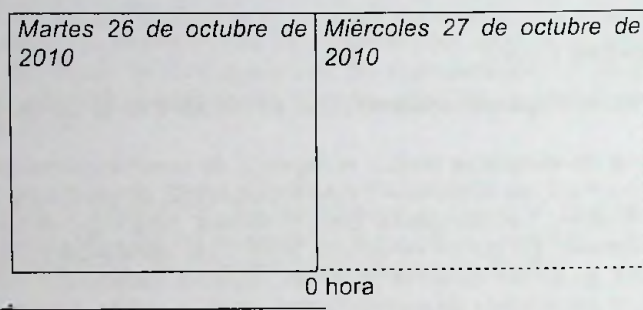 Martes 26 de octubre de 2010
Miércoles 27 de octubre de 2010
0 hora